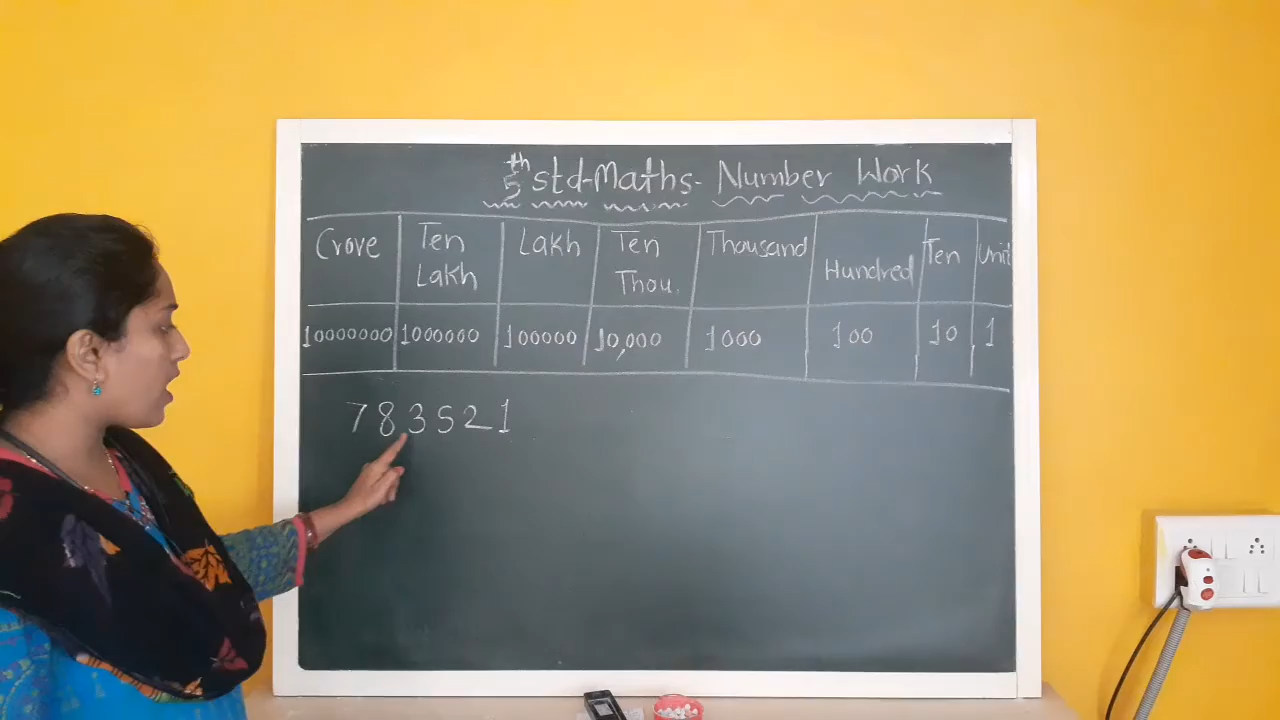 5th std-Maths- Number Work
Crore Ten Lakh Lakh Ten Thou. Thousand Hundred Ten Unit
10000000 1000000 100000 10,000 1000 100 10 1
783521